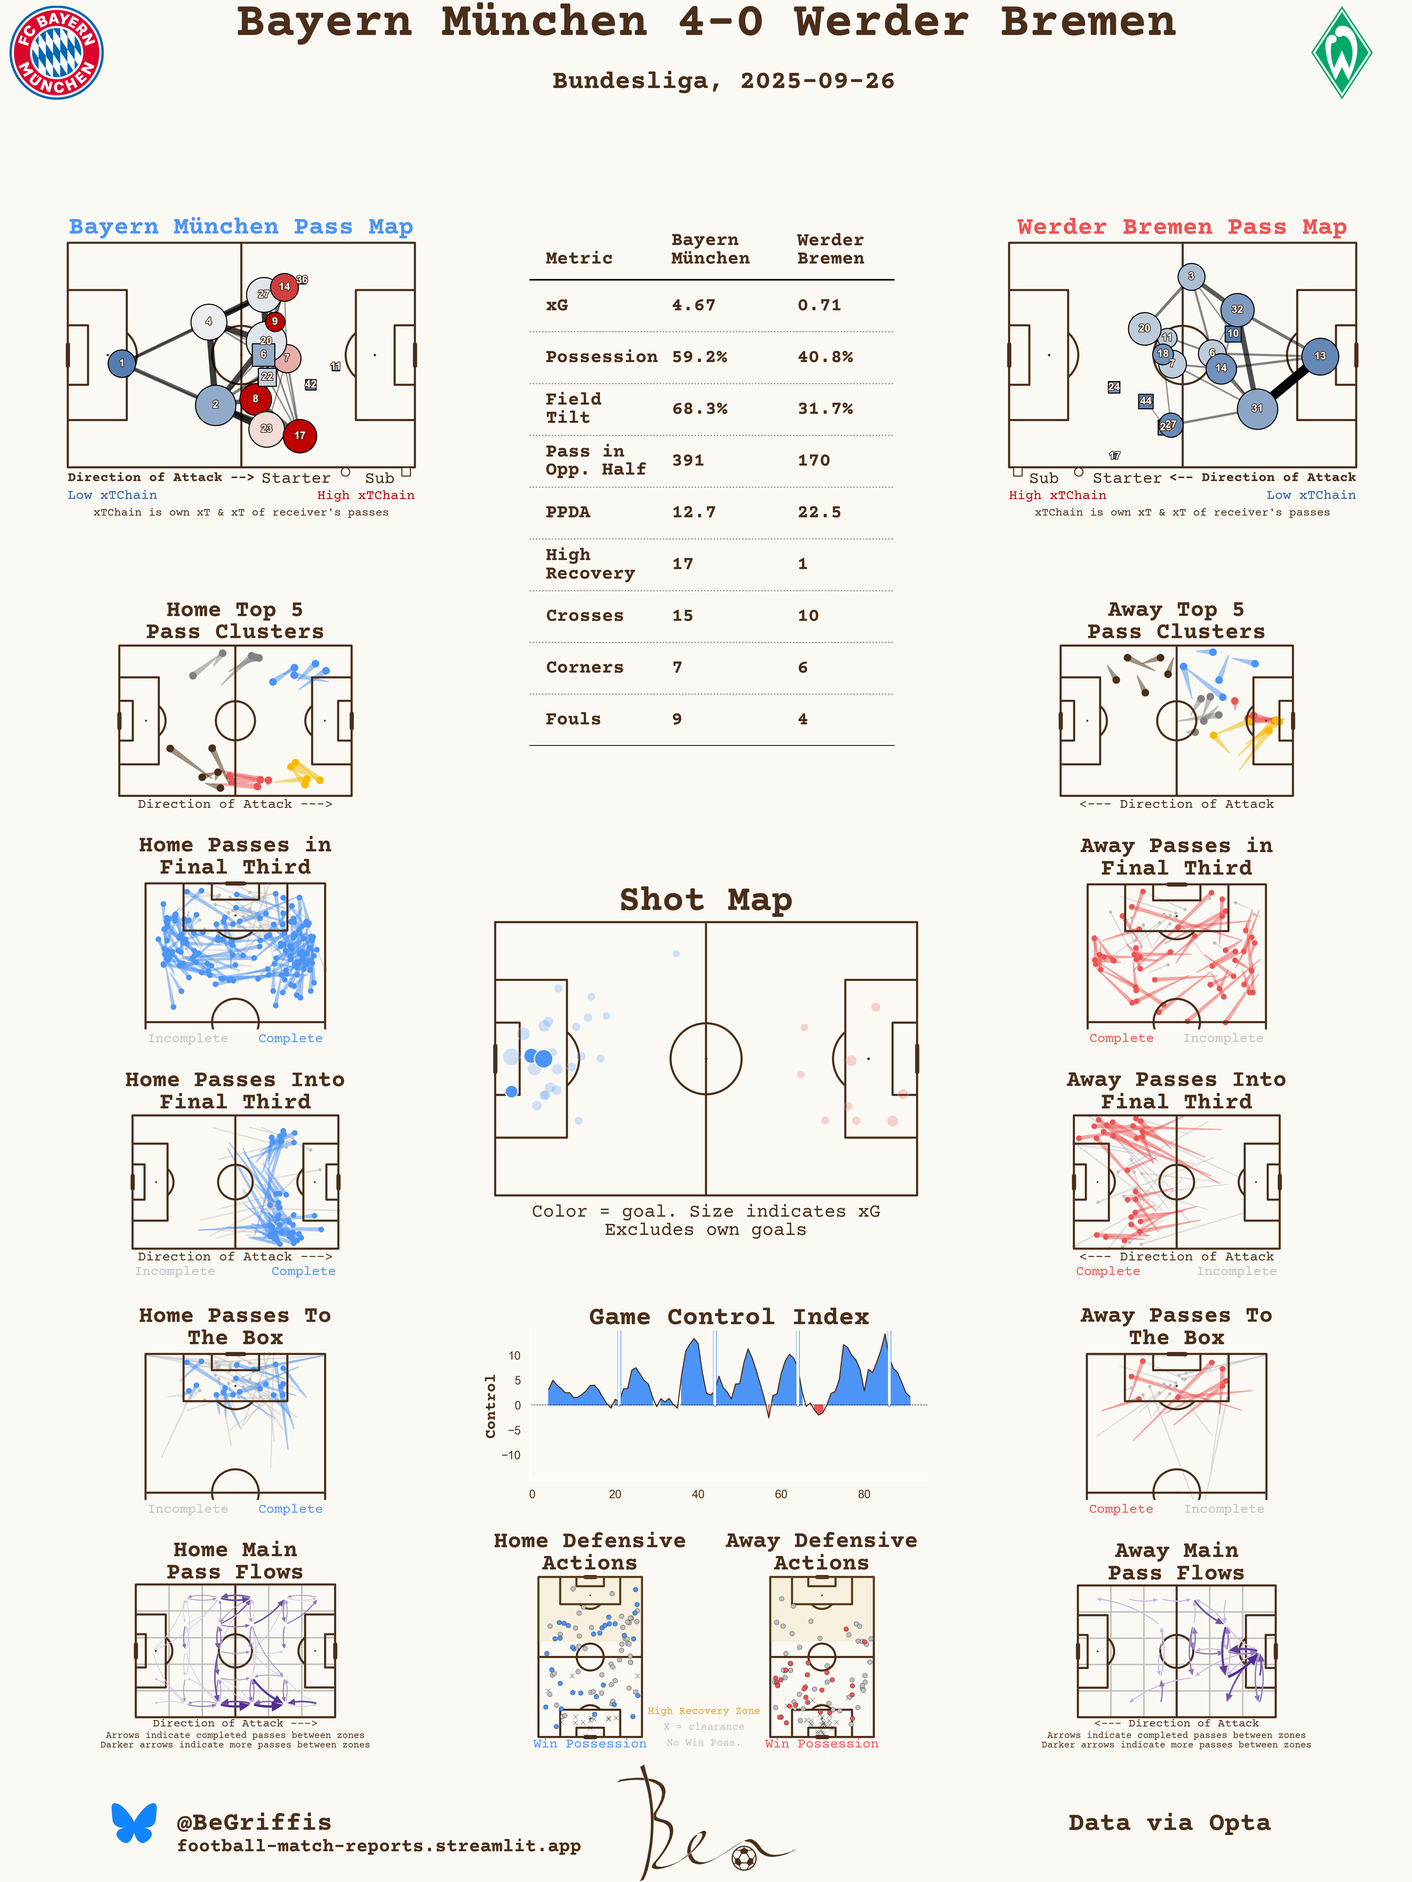 Bayern München 4-0 Werder Bremen
FC BAYERN
MÜNCHEN
Bundesliga, 2025-09-26
Bayern München Pass Map
36
27
14
4
9
20
6
7
1
11
22
42
8
2
23
17
Direction of Attack --> Starter Sub
Low xTChain High xTChain
xTChain is own xT & xT of receiver's passes
Metric Bayern München Werder Bremen
xG 4.67 0.71
Possession 59.2% 40.8%
Field Tilt 68.3% 31.7%
Pass in Opp. Half 391 170
PPDA 12.7 22.5
High Recovery 17 1
Crosses 15 10
Corners 7 6
Fouls 9 4
Werder Bremen Pass Map
3
32
20
10
11
18
6
13
7
14
24
44
31
27
17
Sub Starter <-- Direction of Attack
High xTChain Low xTChain
xTChain is own xT & xT of receiver's passes
Home Top 5
Pass Clusters
Direction of Attack --->
Away Top 5
Pass Clusters
<--- Direction of Attack
Home Passes in
Final Third
Incomplete Complete
Away Passes in
Final Third
Complete Incomplete
Shot Map
Color = goal. Size indicates xG
Excludes own goals
Home Passes Into
Final Third
Direction of Attack --->
Incomplete Complete
Away Passes Into
Final Third
<--- Direction of Attack
Complete Incomplete
Home Passes To
The Box
Incomplete Complete
Game Control Index
Control
10
5
0
−5
−10
0 20 40 60 80
Away Passes To
The Box
Complete Incomplete
Home Main
Pass Flows
Direction of Attack --->
Arrows indicate completed passes between zones
Darker arrows indicate more passes between zones
Home Defensive
Actions
Win Possession
High Recovery Zone
X = clearance
No Win Poss.
Away Defensive
Actions
Win Possession
Away Main
Pass Flows
<--- Direction of Attack
Arrows indicate completed passes between zones
Darker arrows indicate more passes between zones
@BeGriffis
football-match-reports.streamlit.app
Ben
Data via Opta